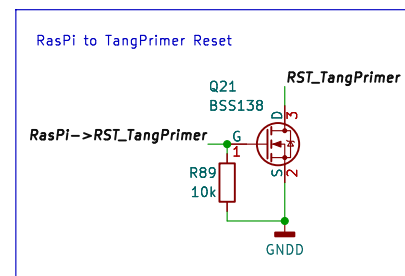 RasPi to TangPrimer Reset
Q21
BSS138
RST_TangPrimer
D
3
RasPi->RST_TangPrimer
G
1
R89
10k
S
2
GNDD